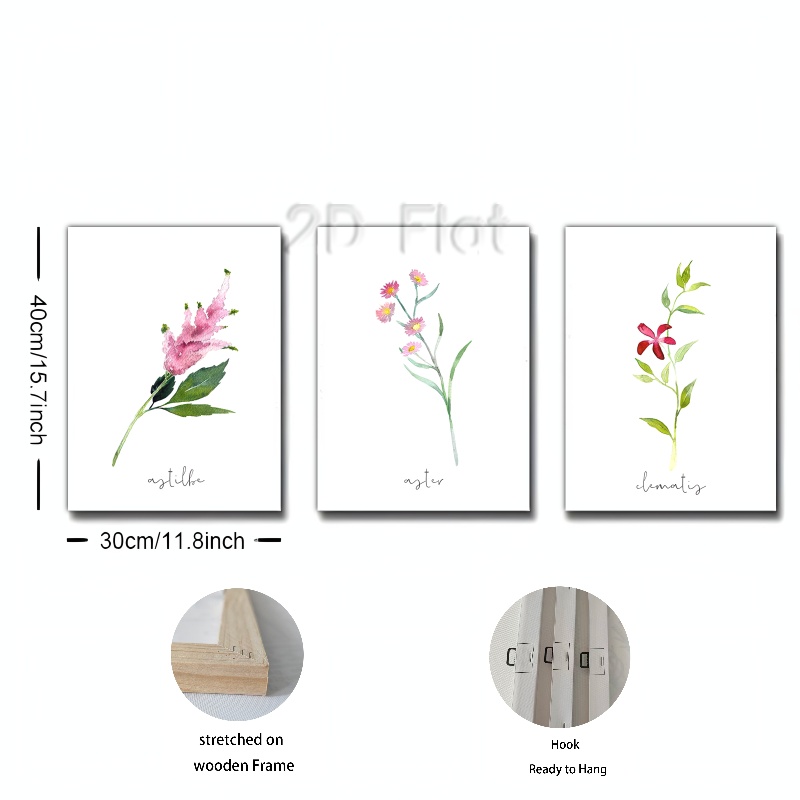 2D Flat
40cm/15.7inch
astilbe
aster
clematis
30cm/11.8inch
stretched on
wooden Frame
Hook
Ready to Hang